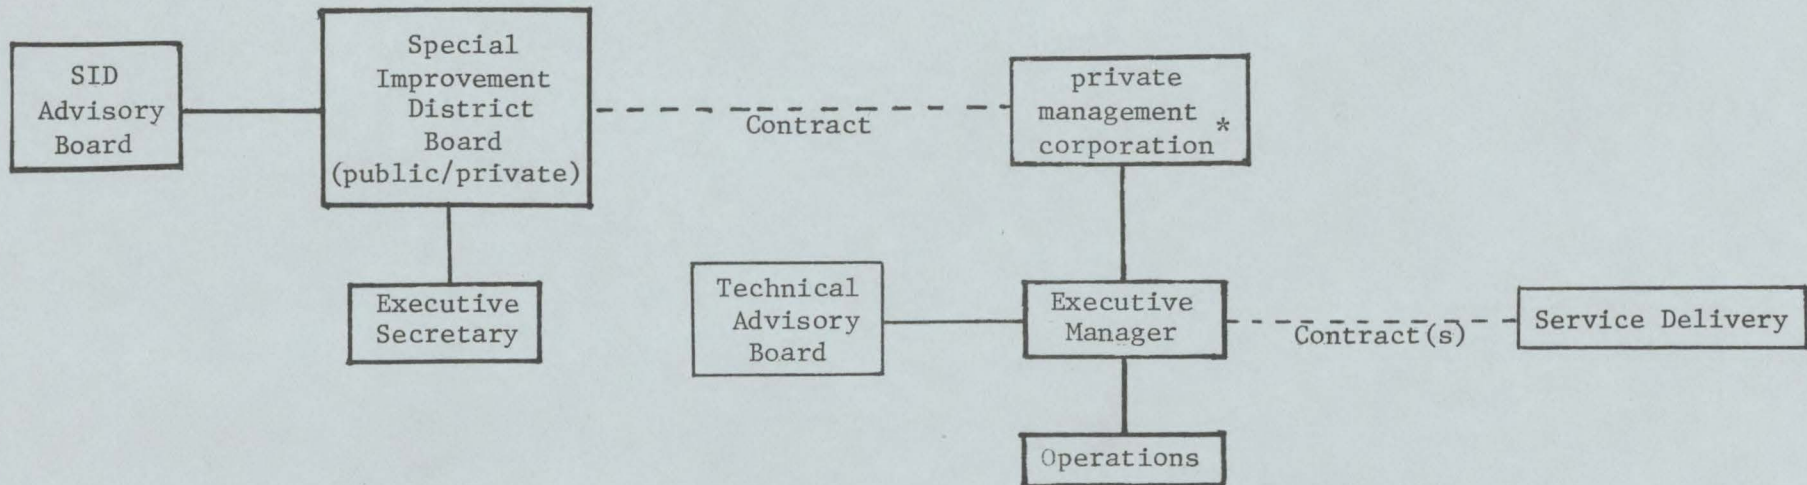 SID
Advisory
Board
Special
Improvement
District
Board
(public/private)
Contract
private
management
corporation *
Executive
Secretary
Technical
Advisory
Board
Executive
Manager
Contract(s)
Service Delivery
Operations